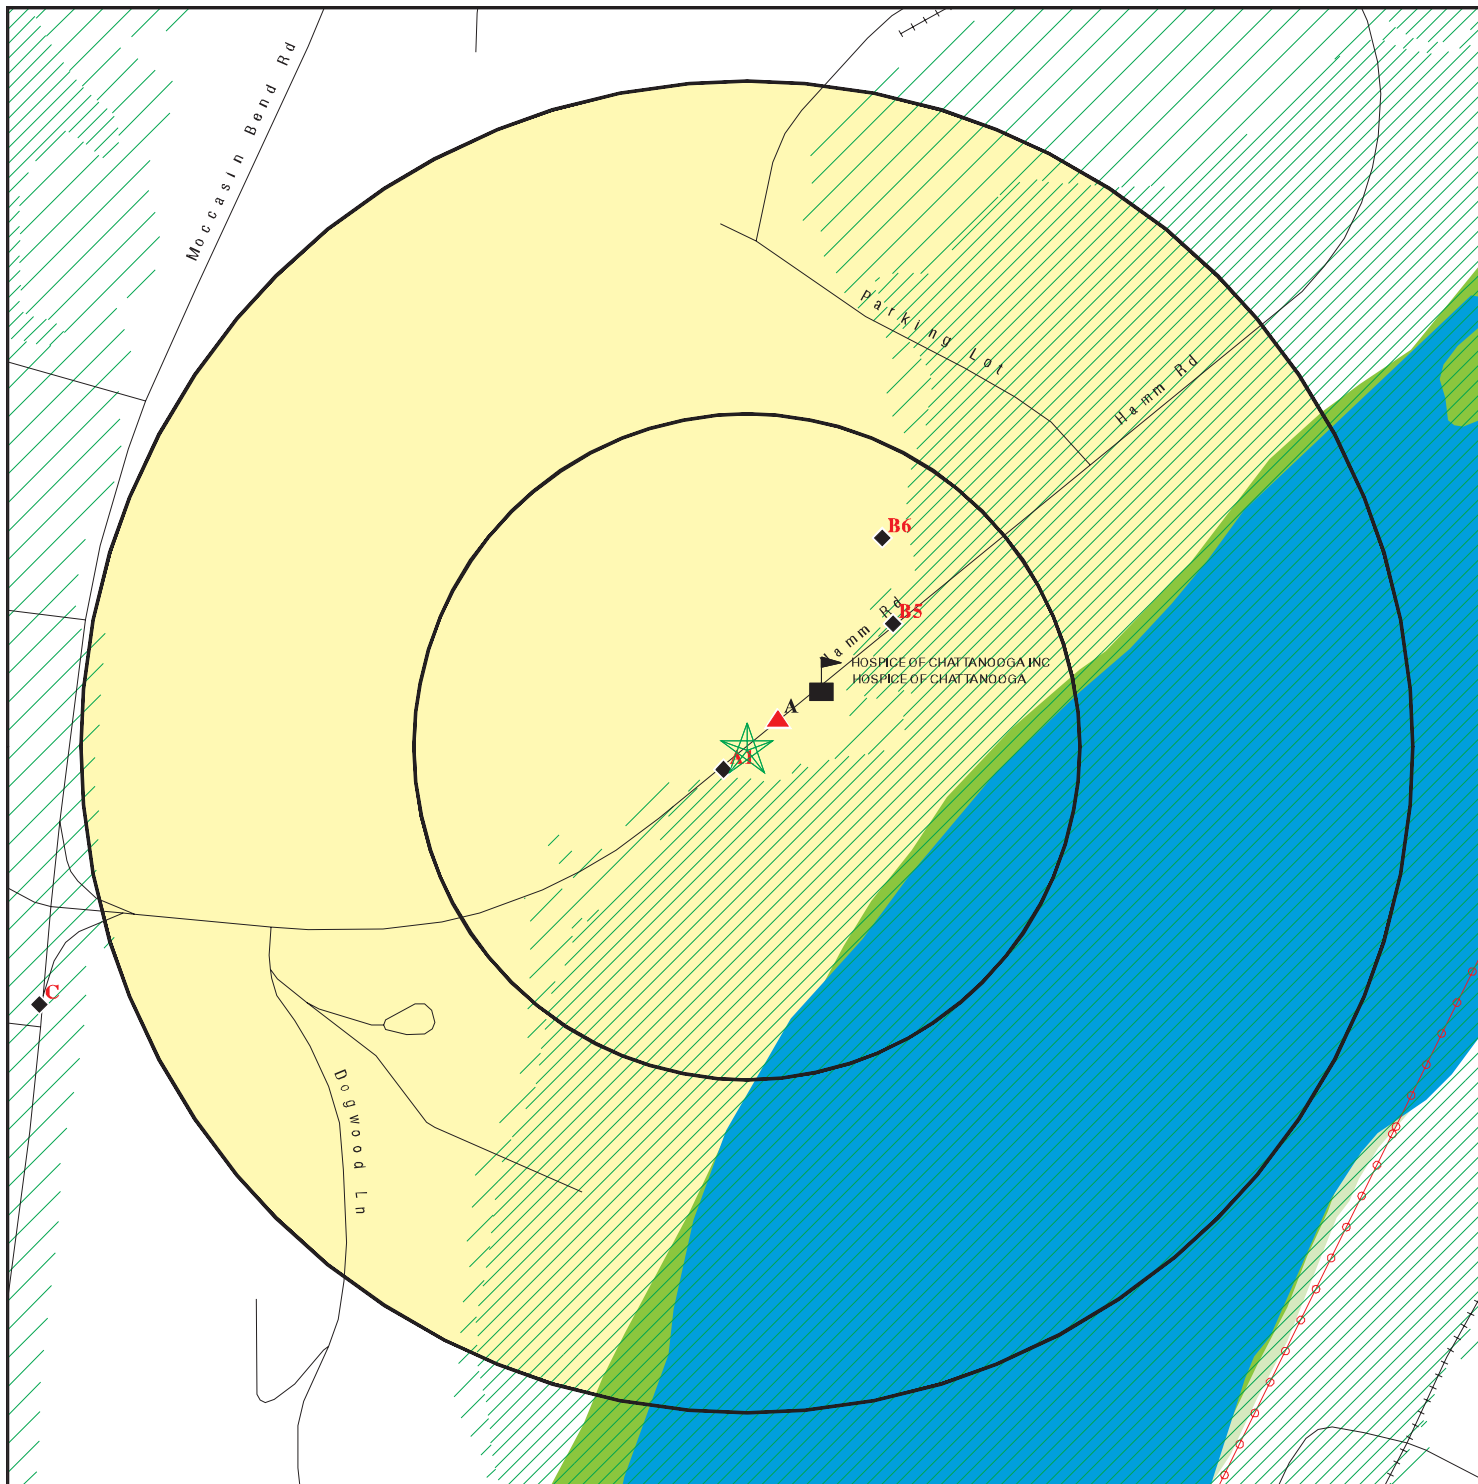 Moccasin Bend Rd
Parking Lot
Hamm Rd
B6
Hamm Rd
B5
HOSPICE OF CHATTANOOGA INC
HOSPICE OF CHATTANOOGA
A
A1
C
Dogwood Ln